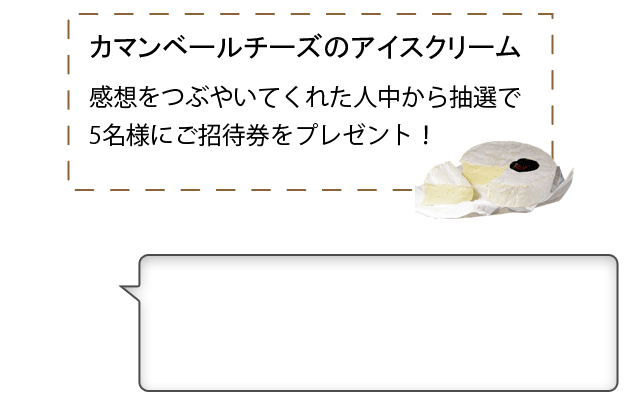 カマンベールチーズのアイスクリーム
感想をつぶやいてくれた人中から抽選で
5名様にご招待券をプレゼント！